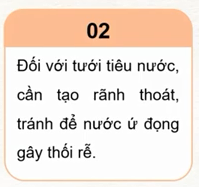 02
Đối với tưới tiêu nước,
cần tạo rãnh thoát,
tránh để nước ứ đọng
gây thối rễ.